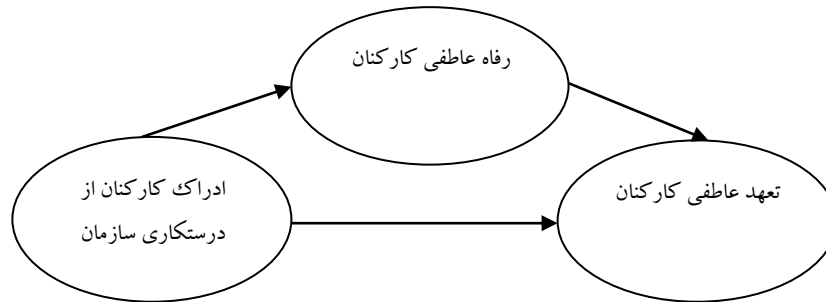 رفاه عاطفی کارکنان
ادراک کارکنان از
درستکاری سازمان
تعهد عاطفی کارکنان